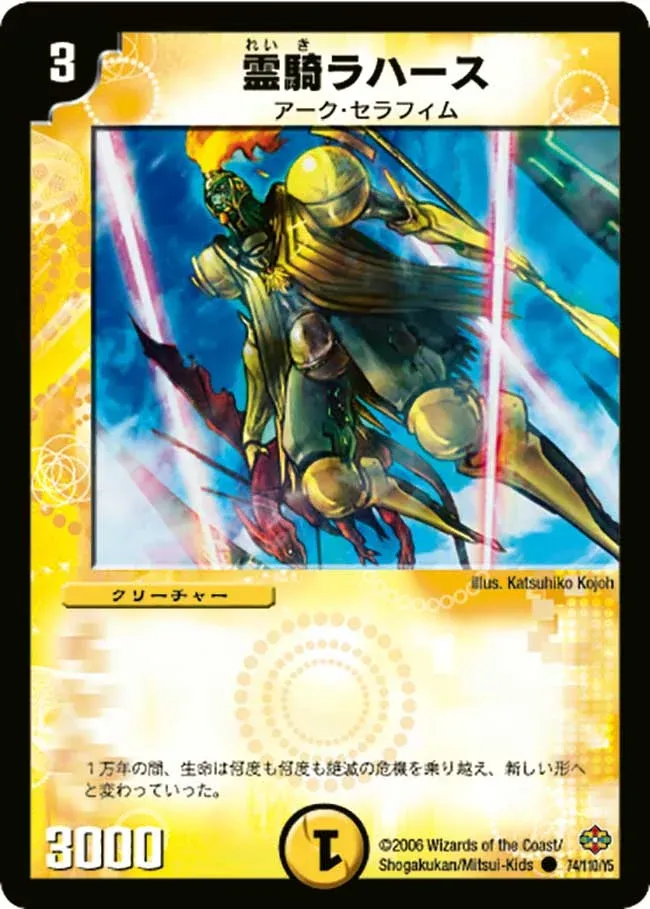 3
れい き
霊騎ラハース
アーク・セラフィム
illus. Katsuhiko Kojoh
クリーチャー
1万年の間、生命は何度も何度も絶滅の危機を乗り越え、新しい形へ
と変わっていった。
3000
1
©2006 Wizards of the Coast/
Shogakukan/Mitsui-Kids
74/110/Y5